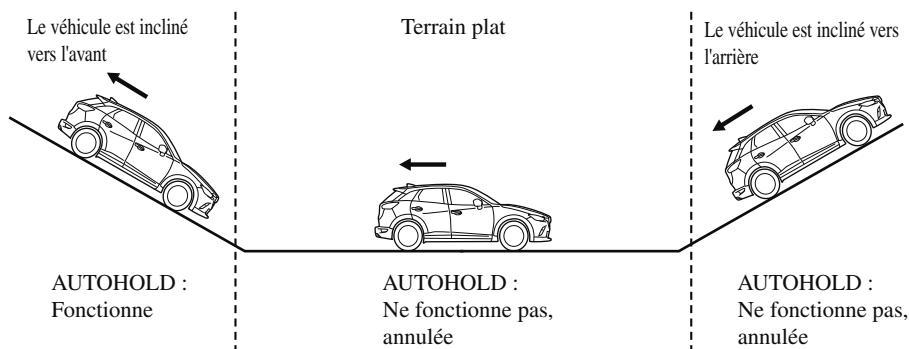 Le véhicule est incliné
vers l'avant
Terrain plat
Le véhicule est incliné vers
l'arrière
AUTOHOLD :
Fonctionne
AUTOHOLD :
Ne fonctionne pas,
annulée
AUTOHOLD :
Ne fonctionne pas,
annulée